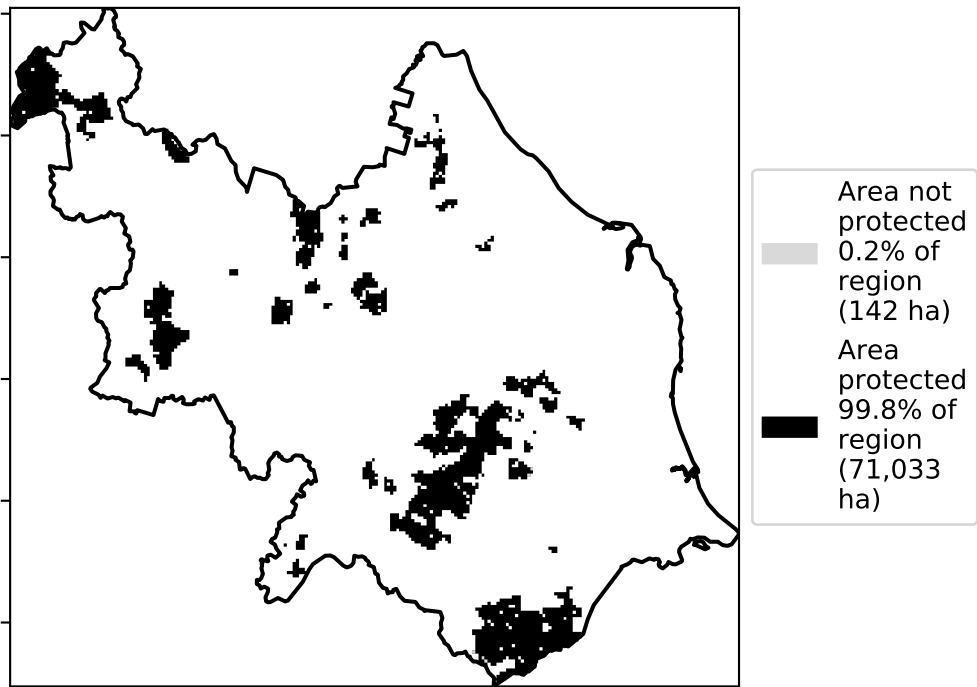 Area not
protected
0.2% of
region
(142 ha)
Area
protected
99.8% of
region
(71,033
ha)